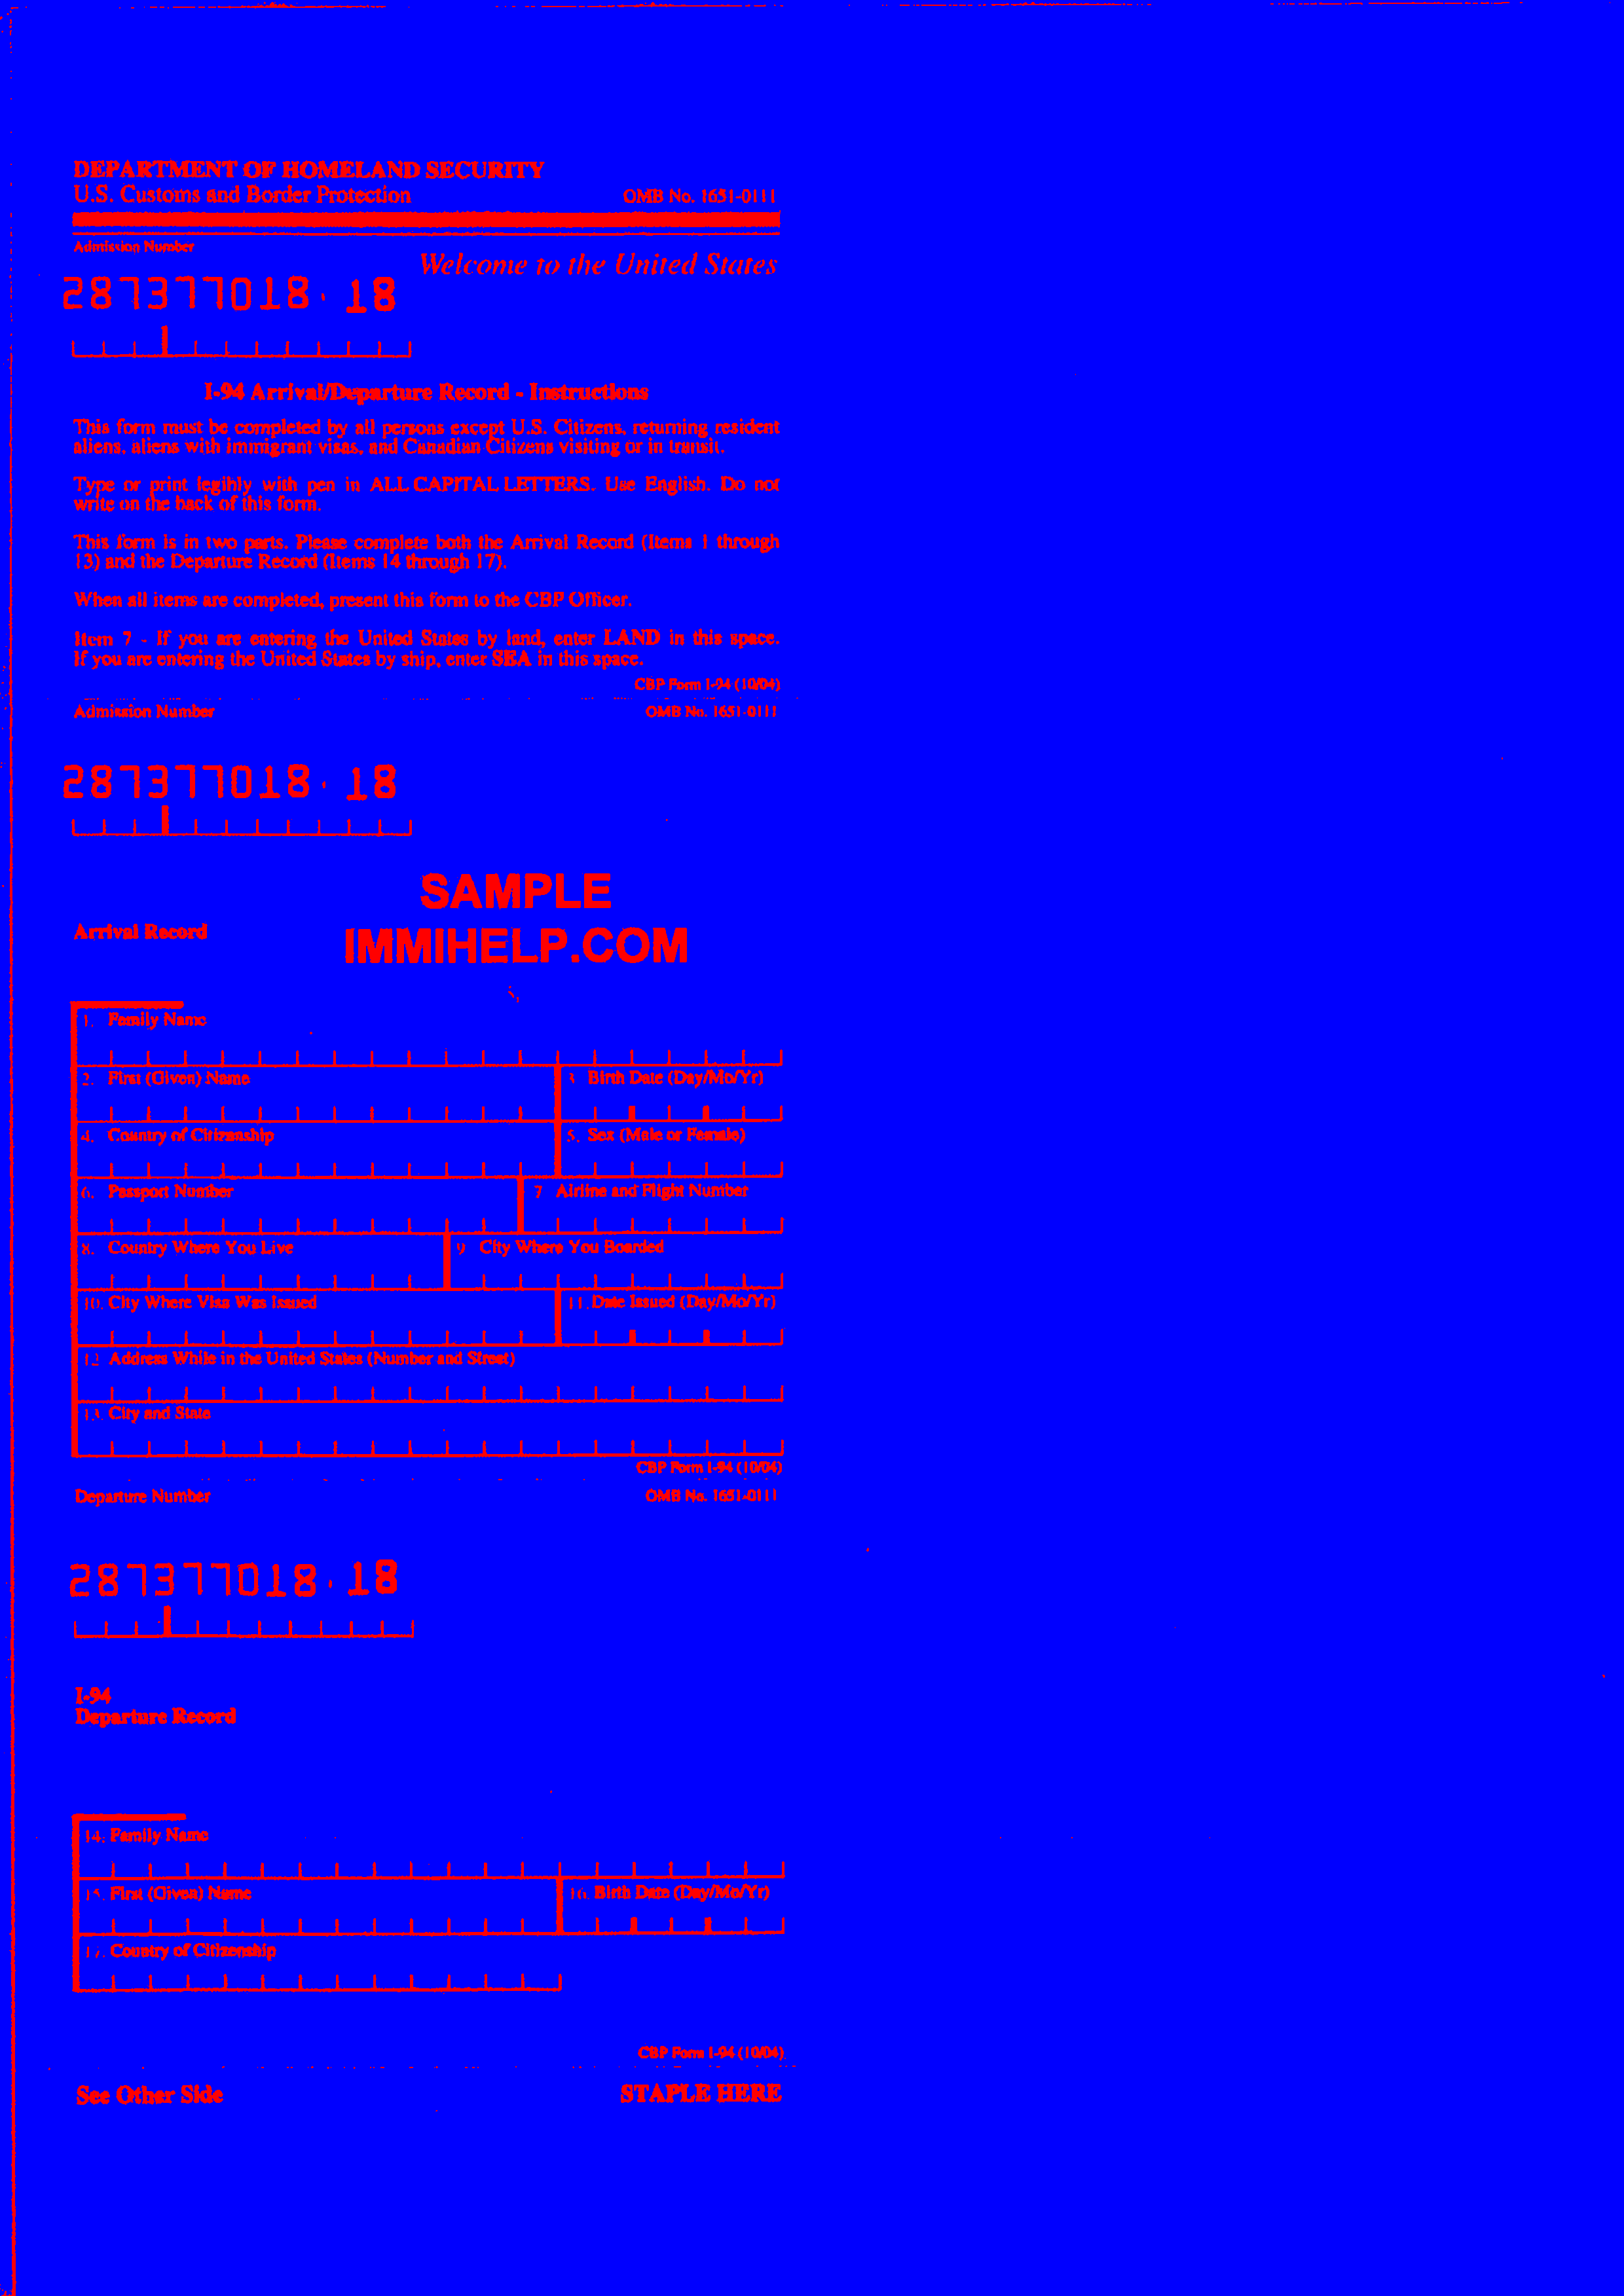 DEPARTMENT OF HOMELAND SECURITY
U.S. Customs and Border Protection OMB No. 1651-0111
Admission Number
Welcome to the United States
287377018 18
I-94 Arrival/Departure Record - Instructions
This form must be completed by all persons except U.S. Citizens, returning resident
aliens, aliens with immigrant visas, and Canadian Citizens visiting or in transit.
Type or print legibly with pen in ALL CAPITAL LETTERS. Use English. Do not
write on the back of this form.
This form is in two parts. Please complete both the Arrival Record (Items 1 through
13) and the Departure Record (Items 14 through 17).
When all items are completed, present this form to the CBP Officer.
Item 7 - If you are entering the United States by land, enter LAND in this space.
If you are entering the United States by ship, enter SEA in this space.
CBP Form I-94 (10/04)
Admission Number OMB No. 1651-0111
287377018 18
SAMPLE
Arrival Record
IMMIHELP.COM
1. Family Name
2. First (Given) Name 3. Birth Date (Day/Mo/Yr)
4. Country of Citizenship 5. Sex (Male or Female)
6. Passport Number 7 Airline and Flight Number
8. Country Where You Live 9 City Where You Boarded
10. City Where Visa Was Issued 11. Date Issued (Day/Mo/Yr)
12 Address While in the United States (Number and Street)
13. City and State
CBP Form I-94 (10/04)
Departure Number OMB No. 1651-0111
287377018 18
I-94
Departure Record
14. Family Name
15. First (Given) Name 16. Birth Date (Day/Mo/Yr)
17. Country of Citizenship
CBP Form I-94 (10/04)
See Other Side STAPLE HERE